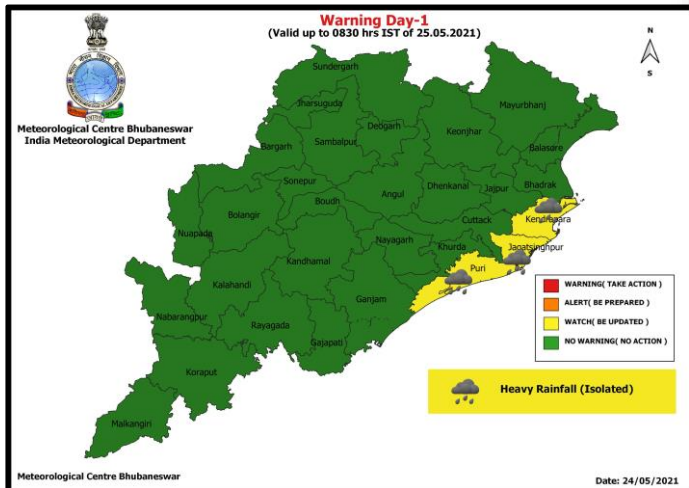 Warning Day-1
(Valid up to 0830 hrs IST of 25.05.2021)
N
S
Meteorological Centre Bhubaneswar
India Meteorological Department
Sundergarh
Jharsuguda
Mayurbhanj
Debgarh
Keonjhar
Sambalpur
Balasore
Bargarh
Sonepur
Angul
Dhenkanal
Jajpur
Bhadrak
Boudh
Kendrapara
Bolangir
Cuttack
Nuapada
Nayagarh
Khurda
Jagatsinghpur
Kandhamal
Puri
Kalahandi
Ganjam
Nabarangpur
Rayagada
Gajapati
Koraput
Malkangiri
WARNING( TAKE ACTION )
ALERT( BE PREPARED )
WATCH( BE UPDATED )
NO WARNING( NO ACTION )
Heavy Rainfall (Isolated)
Meteorological Centre Bhubaneswar
Date: 24/05/2021